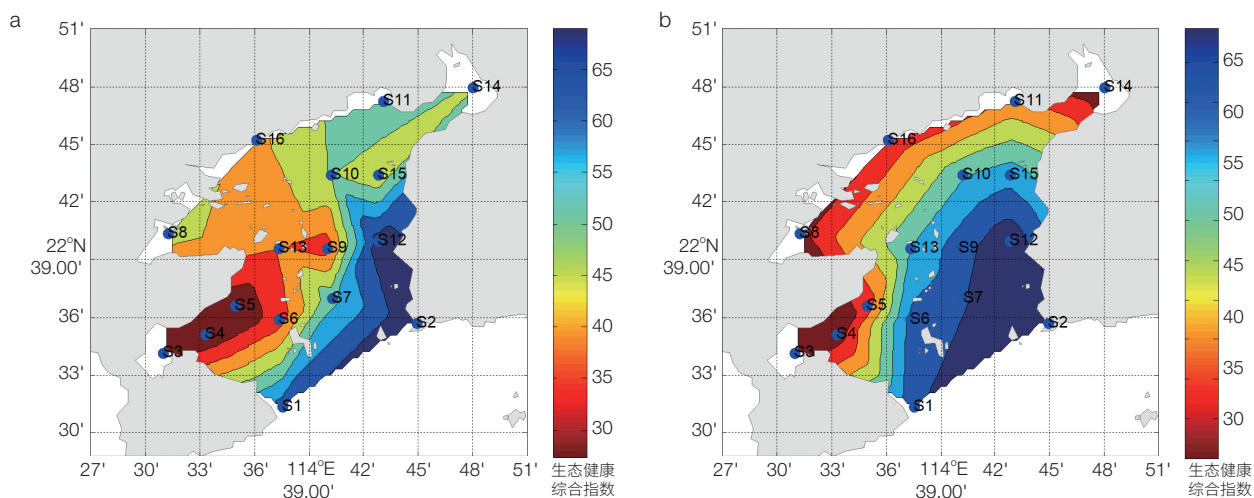 a
51'
48'
45'
42'
22°N
39.00'
36'
33'
30'
27'
30'
33'
36'
114°E
39.00'
42'
45'
48'
51'
S14
S11
S16
S10
S15
S8
S12
S13
S9
S5
S7
S6
S4
S2
S3
S1
65
60
55
50
45
40
35
30
生态健康
综合指数
b
51'
48'
45'
42'
22°N
39.00'
36'
33'
30'
27'
30'
33'
36'
114°E
39.00'
42'
45'
48'
51'
S14
S11
S16
S10
S15
S8
S12
S13
S9
S5
S7
S6
S4
S2
S3
S1
65
60
55
50
45
40
35
30
生态健康
综合指数